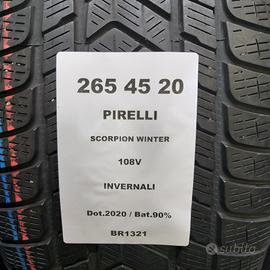 265 45 20
PIRELLI
SCORPION WINTER
108V
INVERNALI
Dot.2020 / Bat.90%
BR1321
subito